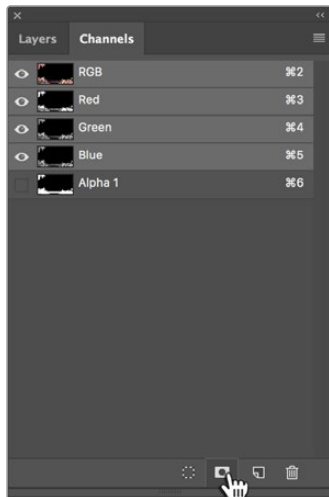 Layers Channels
RGB ⌘2
Red ⌘3
Green ⌘4
Blue ⌘5
Alpha 1 ⌘6